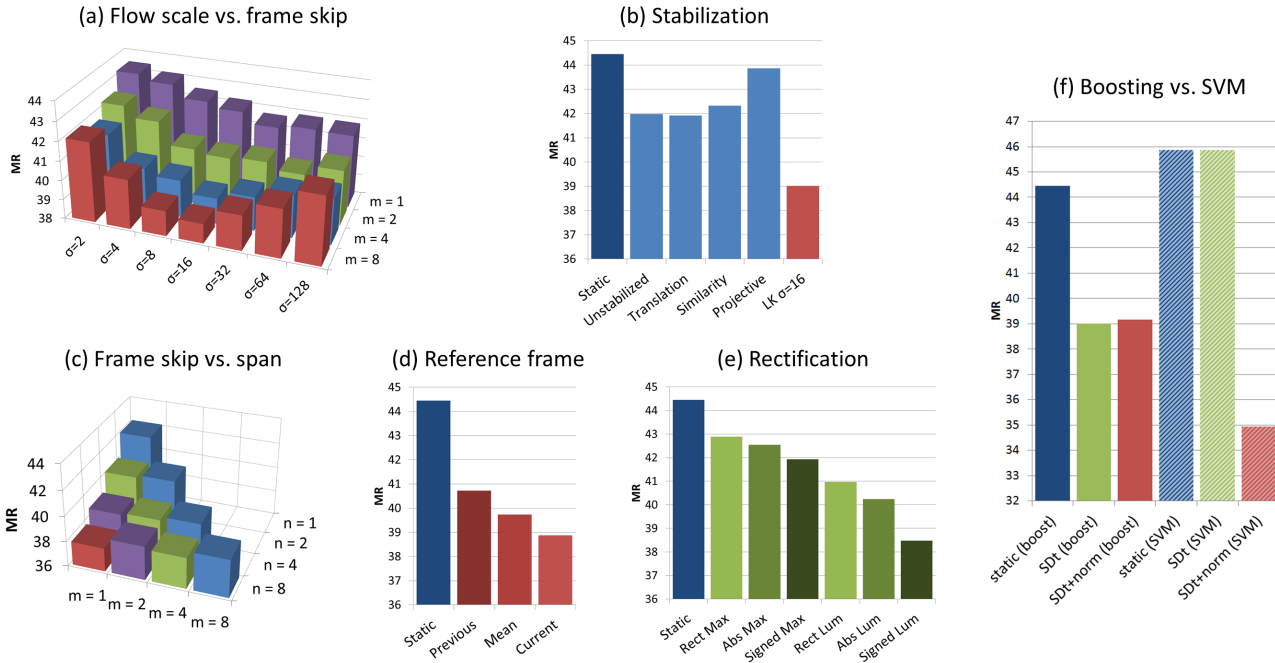 (a) Flow scale vs. frame skip
MR
44
43
42
41
40
39
38
σ=2
σ=4
σ=8
σ=16
σ=32
σ=64
σ=128
m = 1
m = 2
m = 4
m = 8
(b) Stabilization
MR
45
44
43
42
41
40
39
38
37
36
Static
Unstabilized
Translation
Similarity
Projective
LK σ=16
(c) Frame skip vs. span
MR
44
42
40
38
36
m = 1
m = 2
m = 4
m = 8
n = 1
n = 2
n = 4
n = 8
(d) Reference frame
MR
45
44
43
42
41
40
39
38
37
36
Static
Previous
Mean
Current
(e) Rectification
MR
45
44
43
42
41
40
39
38
37
36
Static
Rect Max
Abs Max
Signed Max
Rect Lum
Abs Lum
Signed Lum
(f) Boosting vs. SVM
MR
47
46
45
44
43
42
41
40
39
38
37
36
35
34
33
32
static (boost)
SDt (boost)
SDt+norm (boost)
static (SVM)
SDt (SVM)
SDt+norm (SVM)